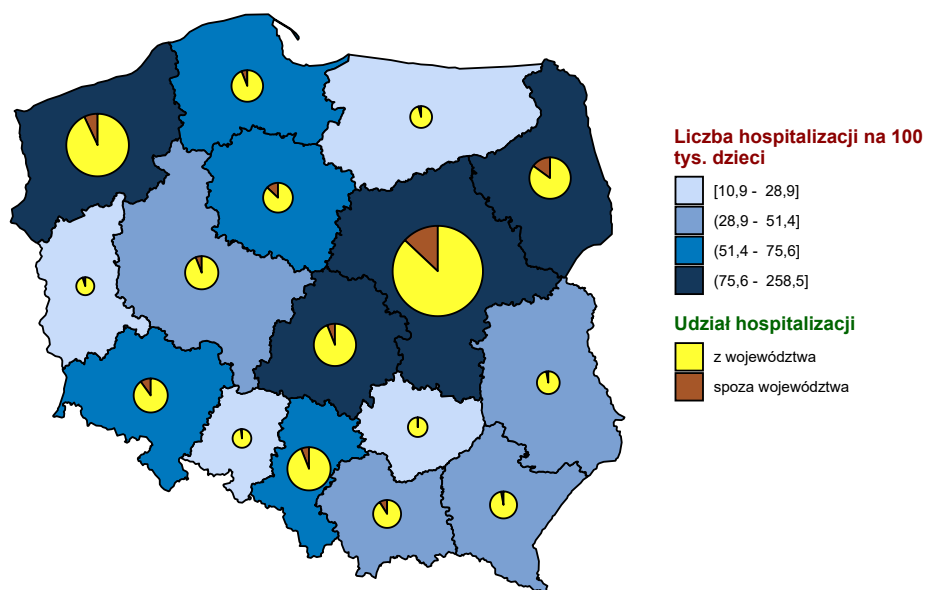 Liczba hospitalizacji na 100
tys. dzieci
[10,9 - 28,9]
(28,9 - 51,4]
(51,4 - 75,6]
(75,6 - 258,5]
Udział hospitalizacji
z województwa
spoza województwa